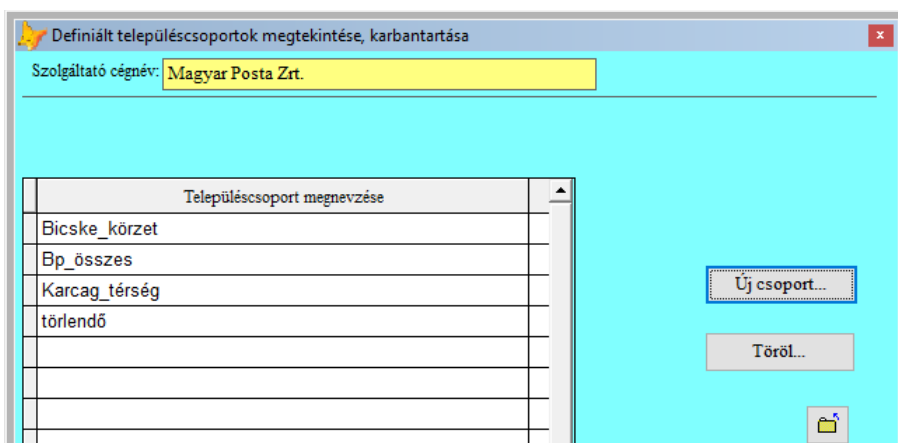 Definiált településcsoportok megtekintése, karbantartása
x
Szolgáltató cégnév: Magyar Posta Zrt.
Településcsoport megnevzése
Bicske_körzet
Bp_összes
Karcag_térség
törlendő
Új csoport...
Töröl...